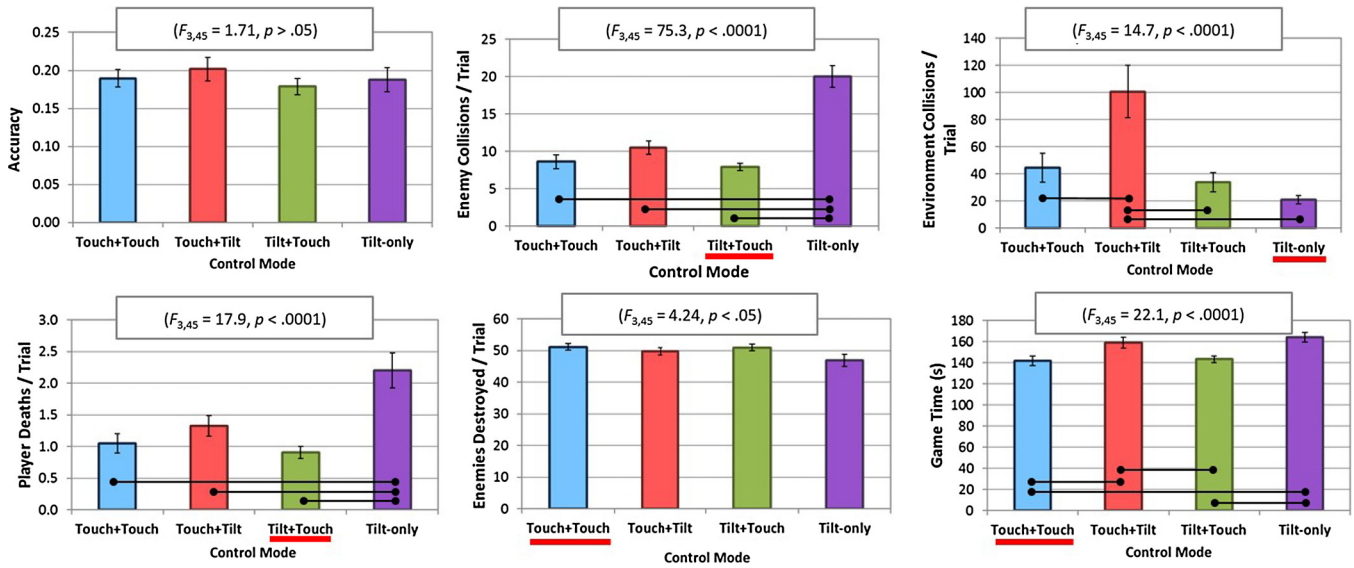 (F3,45 = 1.71, p > .05)
0.25
0.20
0.15
0.10
0.05
0.00
Accuracy
Touch+Touch Touch+Tilt Tilt+Touch Tilt-only
Control Mode
(F3,45 = 75.3, p < .0001)
25
20
15
10
5
0
Enemy Collisions / Trial
Touch+Touch Touch+Tilt Tilt+Touch Tilt-only
Control Mode
(F3,45 = 14.7, p <.0001)
140
120
100
80
60
40
20
0
Environment Collisions /
Trial
Touch+Touch Touch+Tilt Tilt+Touch Tilt-only
Control Mode
(F3,45 = 17.9, p < .0001)
3.0
2.5
2.0
1.5
1.0
0.5
0.0
Player Deaths / Trial
Touch+Touch Touch+Tilt Tilt+Touch Tilt-only
Control Mode
(F3,45 = 4.24, p < .05)
60
50
40
30
20
10
0
Enemies Destroyed / Trial
Touch+Touch Touch+Tilt Tilt+Touch Tilt-only
Control Mode
(F3,45 = 22.1, p < .0001)
180
160
140
120
100
80
60
40
20
0
Game Time (s)
Touch+Touch Touch+Tilt Tilt+Touch Tilt-only
Control Mode